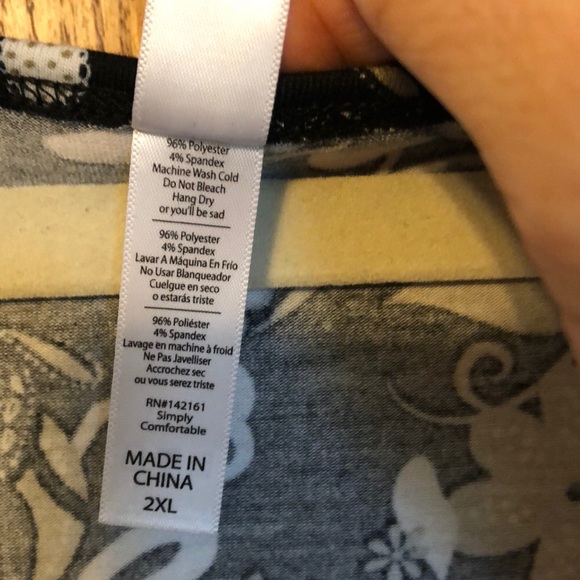 96% Polyester
4% Spandex
Machine Wash Cold
Do Not Bleach
Hang Dry
or you'll be sad
96% Polyester
4% Spandex
Lavar A Máquina En Frío
No Usar Blanqueador
Cuelgue en seco
o estarás triste
96% Poliéster
4% Spandex
Lavage en machine à froid
Ne Pas Javelliser
Accrochez sec
ou vous serez triste
RN#142161
Simply
Comfortable
MADE IN
CHINA
2XL